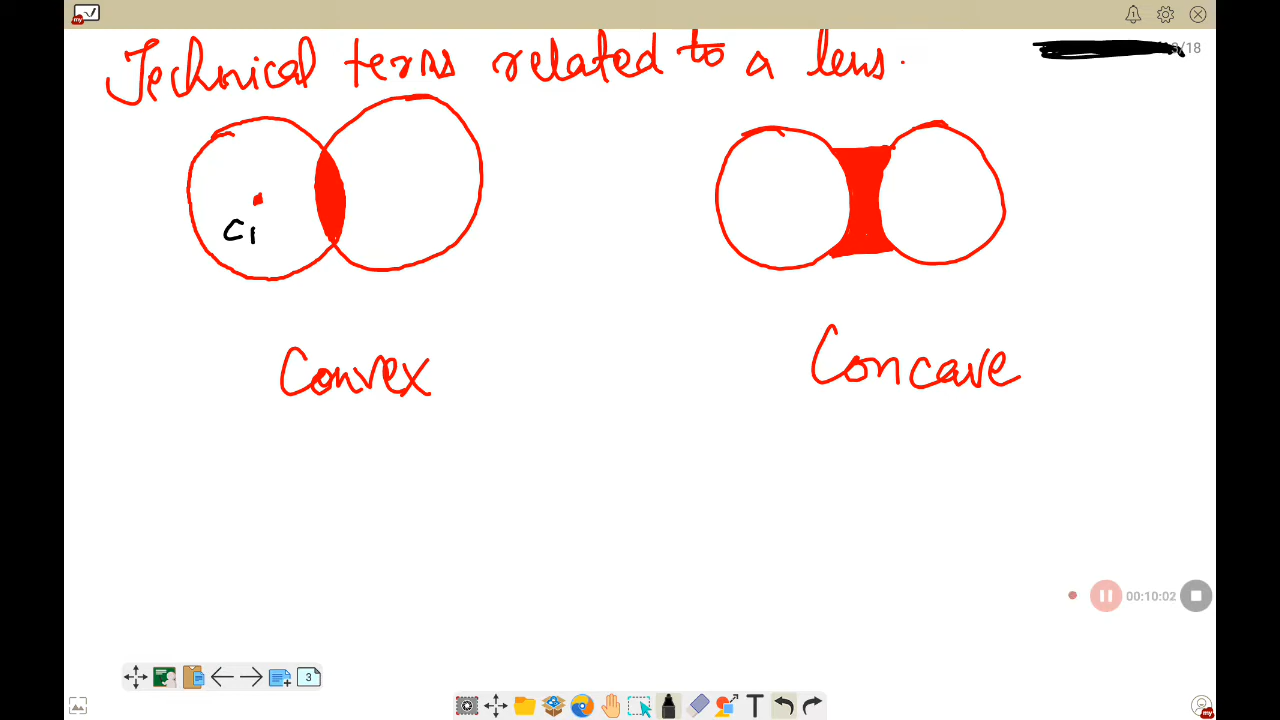 Technical terms related to a lens.
/18
C1
Convex
Concave
00:10:02
3